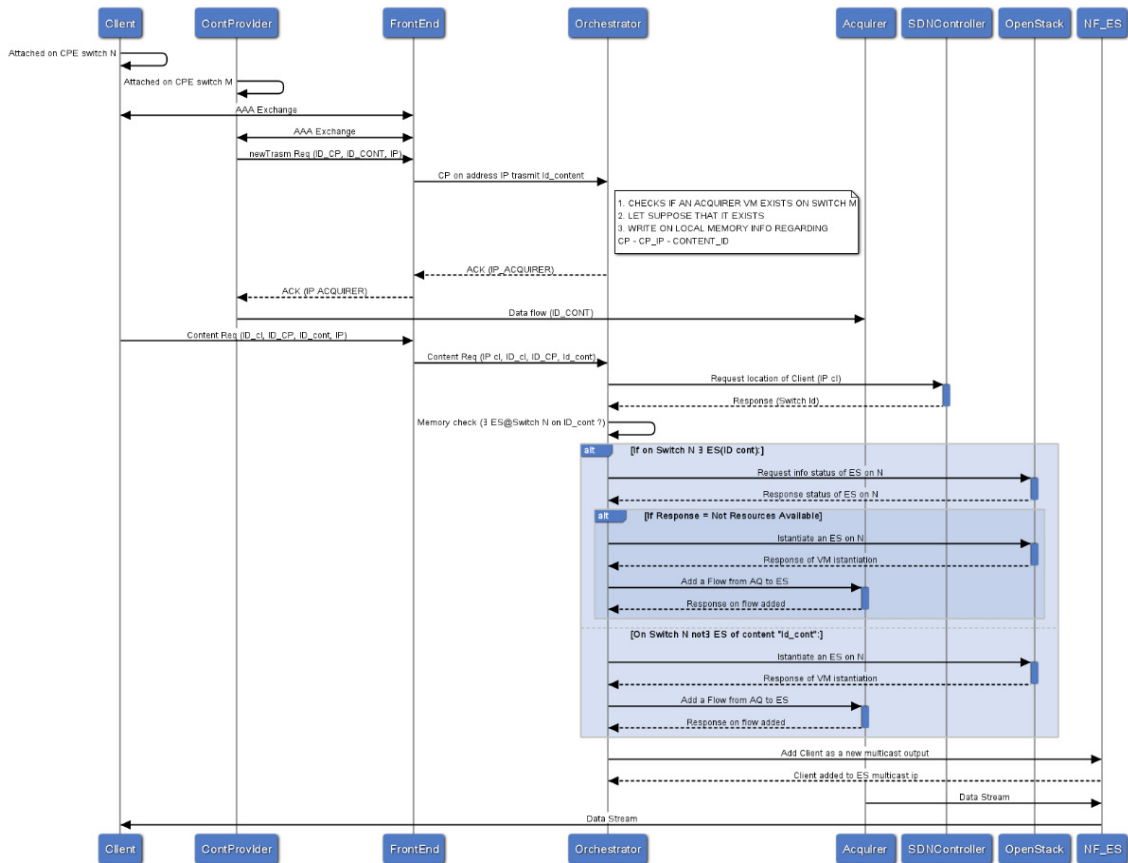 Client
ContProvider
FrontEnd
Orchestrator
Acquirer
SDNController
OpenStack
NF_ES
Attached on CPE switch N
Attached on CPE switch M
AAA Exchange
AAA Exchange
newTrasm Req (ID_CP, ID_CONT, IP)
CP on address IP trasmit Id_content
1. CHECKS IF AN ACQUIRER VM EXISTS ON SWITCH M
2. LET SUPPOSE THAT IT EXISTS
3. WRITE ON LOCAL MEMORY INFO REGARDING
CP - CP_IP - CONTENT_ID
ACK (IP_ACQUIRER)
ACK (IP ACQUIRER)
Data flow (ID_CONT)
Content Req (ID_cl, ID_CP, ID_cont, IP)
Content Req (IP cl, ID_cl, ID_CP, Id_cont)
Request location of Client (IP cl)
Response (Switch Id)
Memory check (∃ ES@Switch N on ID_cont ?)
alt [If on Switch N ∃ ES(ID cont):]
Request info status of ES on N
Response status of ES on N
alt [If Response = Not Resources Available]
Istantiate an ES on N
Response of VM istantiation
Add a Flow from AQ to ES
Response on flow added
[On Switch N not∃ ES of content "Id_cont":]
Istantiate an ES on N
Response of VM istantiation
Add a Flow from AQ to ES
Response on flow added
Add Client as a new multicast output
Client added to ES multicast ip
Data Stream
Data Stream
Client
ContProvider
FrontEnd
Orchestrator
Acquirer
SDNController
OpenStack
NF_ES